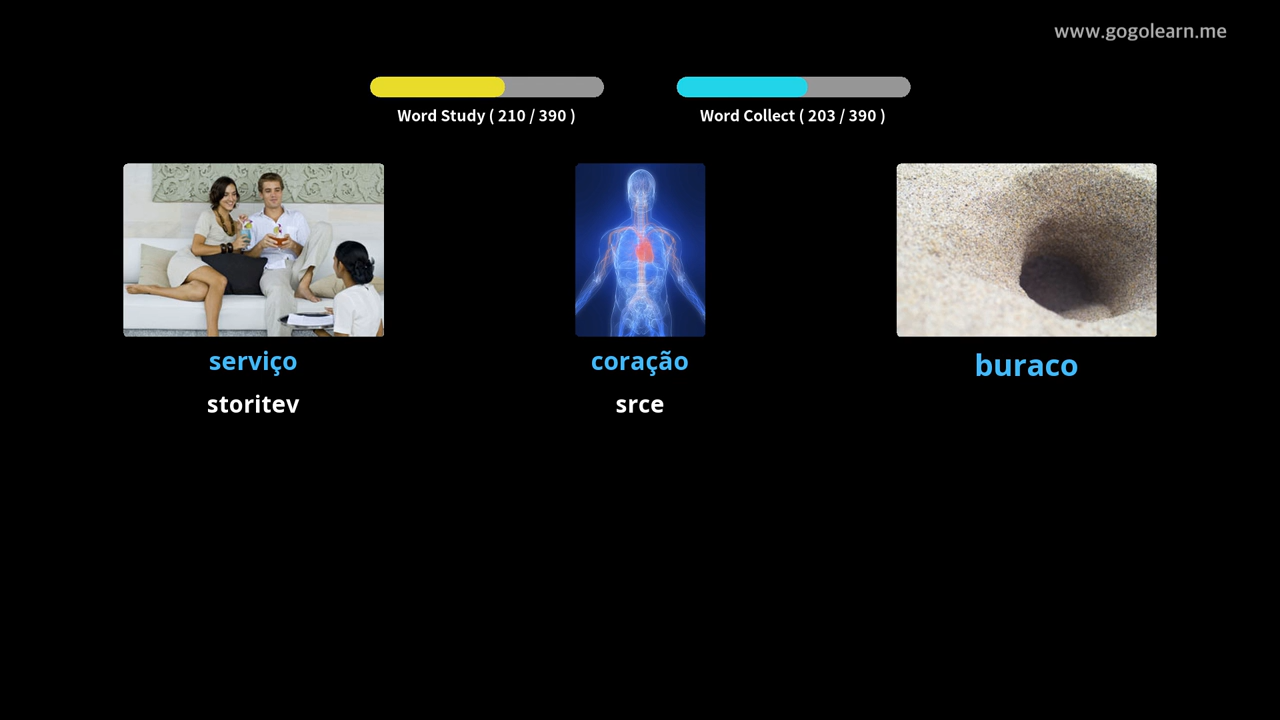 www.gogolearn.me
Word Study ( 210 / 390 )
Word Collect ( 203 / 390 )
serviço
storitev
coração
srce
buraco